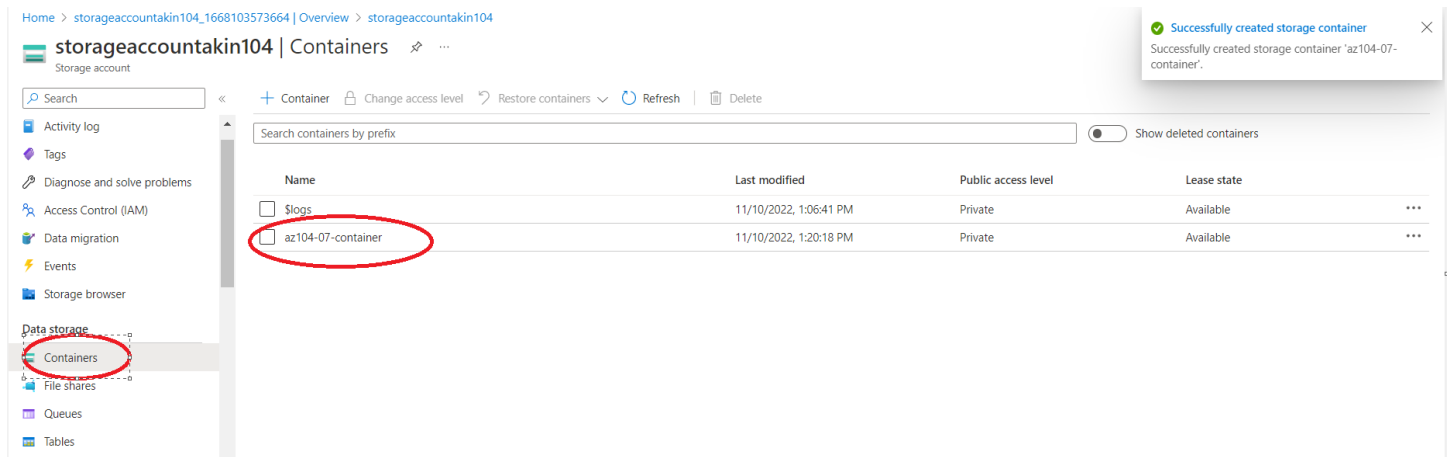 Home > storageaccountakin104_1668103573664 | Overview > storageaccountakin104
storageaccountakin104 | Containers
Storage account
Successfully created storage container
Successfully created storage container 'az104-07-
container'.
Search
Container Change access level Restore containers Refresh Delete
Search containers by prefix
Show deleted containers
Activity log
Tags
Diagnose and solve problems
Access Control (IAM)
Data migration
Events
Storage browser
Data storage
Containers
File shares
Queues
Tables
Name Last modified Public access level Lease state
$logs 11/10/2022, 1:06:41 PM Private Available
az104-07-container 11/10/2022, 1:20:18 PM Private Available